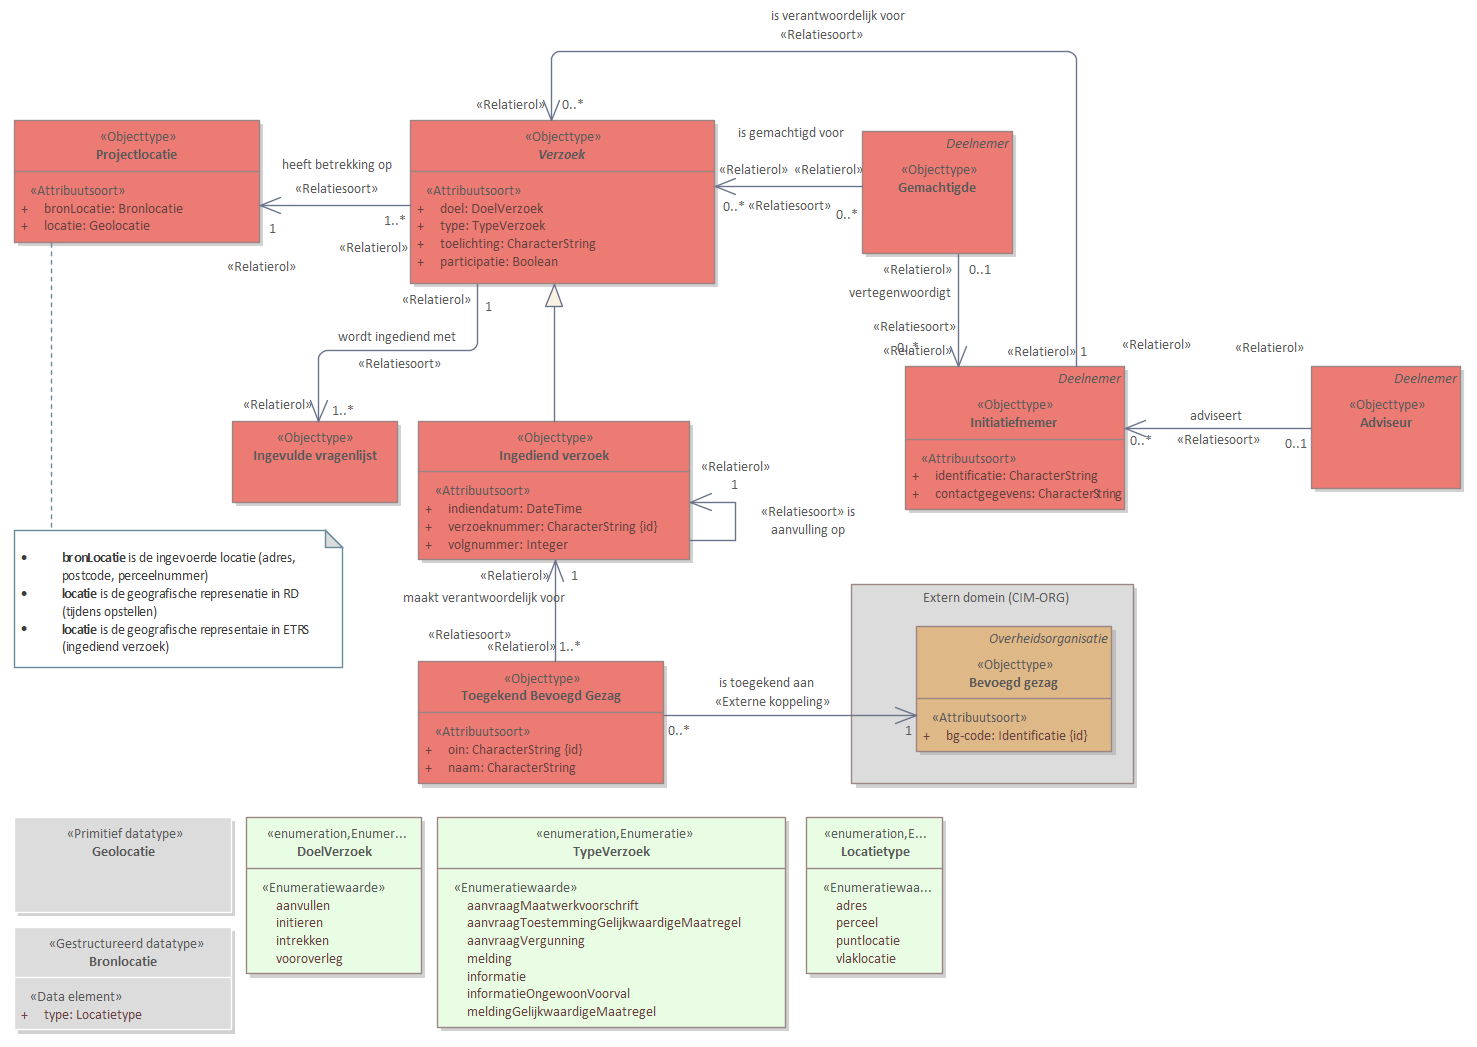 is verantwoordelijk voor
«Relatiesoort»
«Relatierol»
0..*
«Objecttype»
Projectlocatie
«Attribuutsoort»
+ bronLocatie: Bronlocatie
+ locatie: Geolocatie
heeft betrekking op
«Relatiesoort»
1..*
1
«Relatierol»
«Relatierol»
«Objecttype»
Verzoek
«Attribuutsoort»
+ doel: DoelVerzoek
+ type: TypeVerzoek
+ toelichting: CharacterString
+ participatie: Boolean
is gemachtigd voor
«Relatierol» «Relatierol»
0..* «Relatiesoort» 0..*
Deelnemer
«Objecttype»
Gemachtigde
«Relatierol» 0..1
vertegenwoordigt
«Relatiesoort»
0..*
«Relatierol»
«Relatierol» 1
«Relatierol»
«Relatierol»
«Relatierol»
1
wordt ingediend met
«Relatiesoort»
«Relatierol»
1..*
«Objecttype»
Ingevulde vragenlijst
«Objecttype»
Ingediend verzoek
«Attribuutsoort»
+ indiendatum: DateTime
+ verzoeknummer: CharacterString {id}
+ volgnummer: Integer
«Relatierol»
1
«Relatiesoort» is
aanvulling op
Deelnemer
«Objecttype»
Initiatiefnemer
«Attribuutsoort»
+ identificatie: CharacterString
+ contactgegevens: CharacterString
adviseert
0..* «Relatiesoort» 0..1
Deelnemer
«Objecttype»
Adviseur
• bronLocatie is de ingevoerde locatie (adres,
postcode, perceelnummer)
• locatie is de geografische represenatie in RD
(tijdens opstellen)
• locatie is de geografische representaie in ETRS
(ingediend verzoek)
«Relatierol» 1
maakt verantwoordelijk voor
«Relatiesoort»
«Relatierol» 1..*
«Objecttype»
Toegekend Bevoegd Gezag
«Attribuutsoort»
+ oin: CharacterString {id}
+ naam: CharacterString
is toegekend aan
«Externe koppeling»
0..*
1
Extern domein (CIM-ORG)
Overheidsorganisatie
«Objecttype»
Bevoegd gezag
«Attribuutsoort»
+ bg-code: Identificatie {id}
«Primitief datatype»
Geolocatie
«Gestructureerd datatype»
Bronlocatie
«Data element»
+ type: Locatietype
«enumeration,Enumer...
DoelVerzoek
«Enumeratiewaarde»
aanvullen
initieren
intrekken
vooroverleg
«enumeration,Enumeratie»
TypeVerzoek
«Enumeratiewaarde»
aanvraagMaatwerkvoorschrift
aanvraagToestemmingGelijkwaardigeMaatregel
aanvraagVergunning
melding
informatie
informatieOngewoonVoorval
meldingGelijkwaardigeMaatregel
«enumeration,E...
Locatietype
«Enumeratiewaa...
adres
perceel
puntlocatie
vlaklocatie